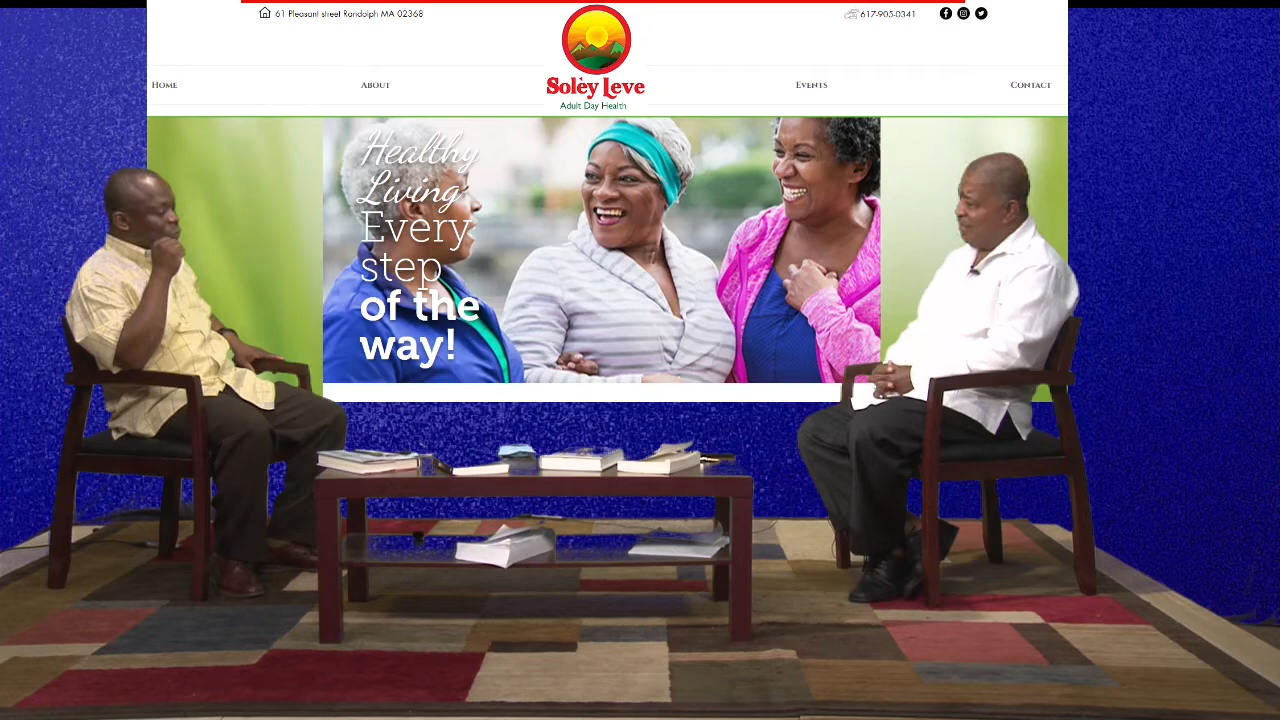 61 Pleasant street Randolph MA 02368
617-905-0341
Home
About
Solèy Leve
Adult Day Health
Events
Contact
Healthy
Living
Every
step
of the
way!